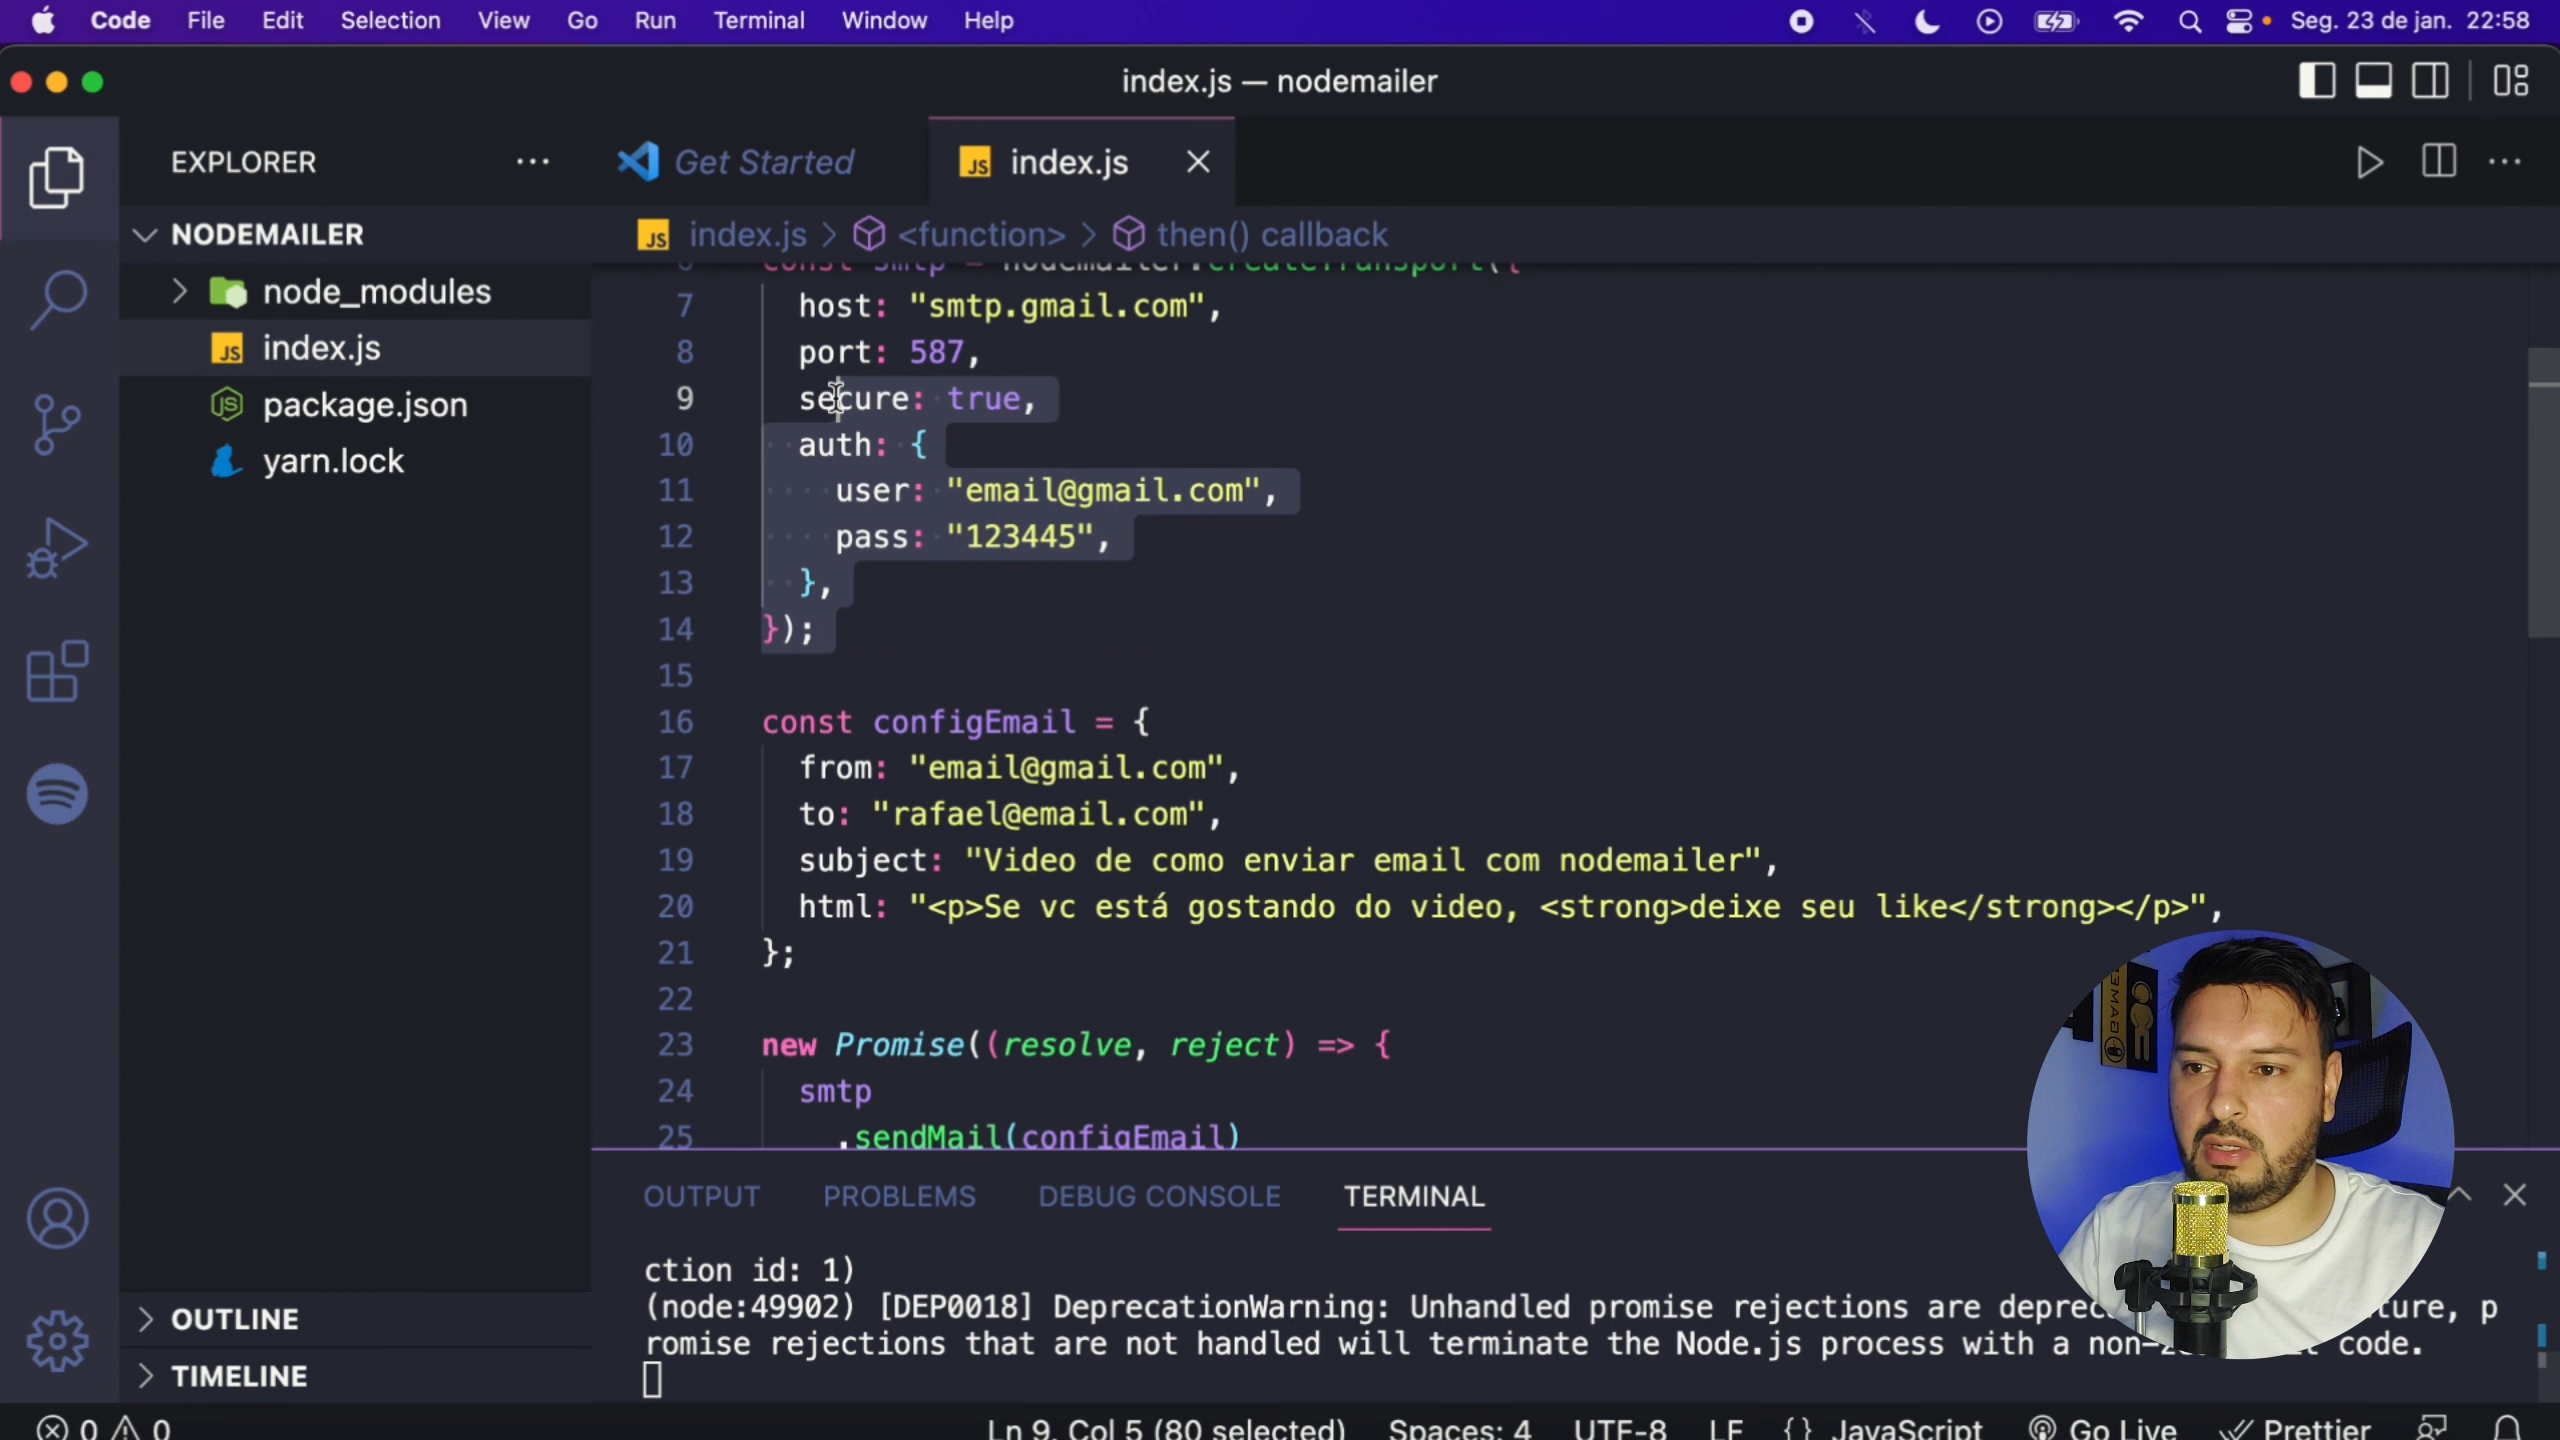 Code File Edit Selection View Go Run Terminal Window Help Seg. 23 de jan. 22:58
index.js — nodemailer
EXPLORER
Get Started
index.js
NODEMAILER
index.js > <function> > then() callback
node_modules
index.js
package.json
yarn.lock
const smtp = nodemailer.createTransport({
7 host: "smtp.gmail.com",
8 port: 587,
9 secure: true,
10 auth: {
11 user: "email@gmail.com",
12 pass: "123445",
13 },
14 });
15
16 const configEmail = {
17 from: "email@gmail.com",
18 to: "rafael@email.com",
19 subject: "Video de como enviar email com nodemailer",
20 html: "<p>Se vc está gostando do video, <strong>deixe seu like</strong></p>",
21 };
22
23 new Promise((resolve, reject) => {
24 smtp
25 .sendMail(configEmail)
OUTPUT PROBLEMS DEBUG CONSOLE TERMINAL
ction id: 1)
(node:49902) [DEP0018] DeprecationWarning: Unhandled promise rejections are deprec ture, p
romise rejections that are not handled will terminate the Node.js process with a non-z code.
OUTLINE
TIMELINE
0 0 Ln 9, Col 5 (80 selected) Spaces: 4 UTF-8 LF {} JavaScript Go Live Prettier